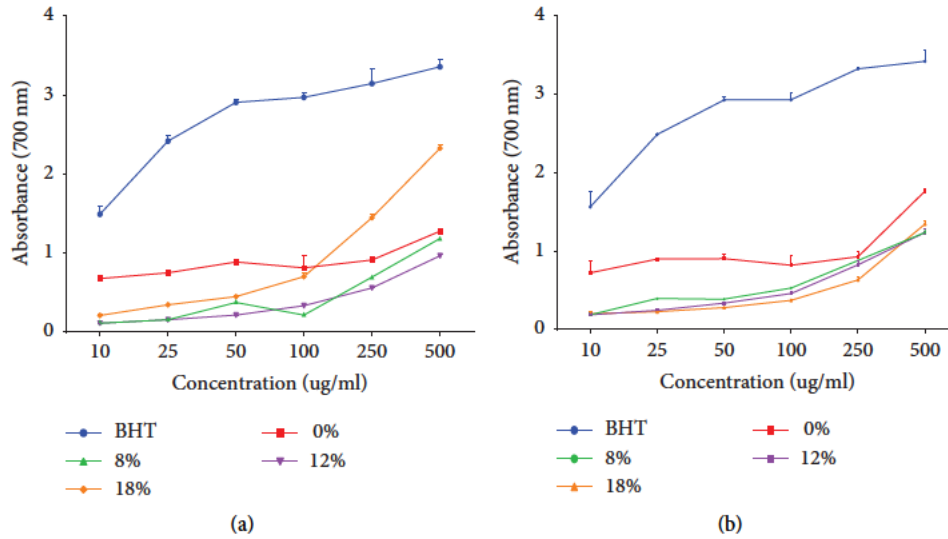 4
3
2
1
0
Absorbance (700 nm)
10 25 50 100 250 500
Concentration (ug/ml)
BHT 0%
8% 12%
18%
(a)
4
3
2
1
0
Absorbance (700 nm)
10 25 50 100 250 500
Concentration (ug/ml)
BHT 0%
8% 12%
18%
(b)